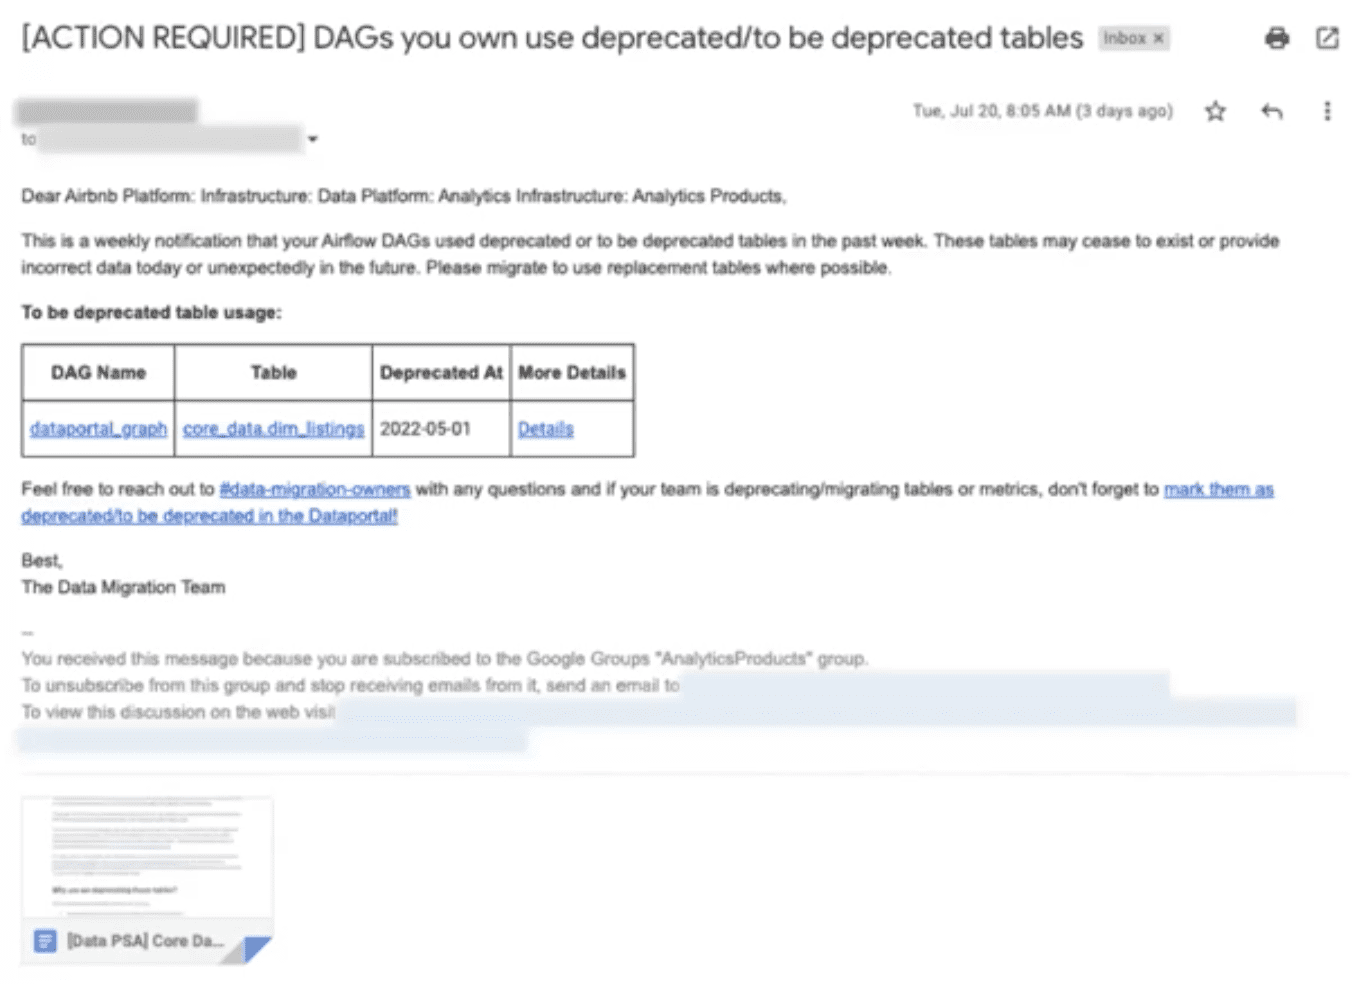 [ACTION REQUIRED] DAGs you own use deprecated/to be deprecated tables Inbox ×
Tue, Jul 20, 8:05 AM (3 days ago)
to
Dear Airbnb Platform: Infrastructure: Data Platform: Analytics Infrastructure: Analytics Products,
This is a weekly notification that your Airflow DAGs used deprecated or to be deprecated tables in the past week. These tables may cease to exist or provide
incorrect data today or unexpectedly in the future. Please migrate to use replacement tables where possible.
To be deprecated table usage:
DAG Name Table Deprecated At More Details
dataportal_graph core_data.dim_listings 2022-05-01 Details
Feel free to reach out to #data-migration-owners with any questions and if your team is deprecating/migrating tables or metrics, don't forget to mark them as
deprecated/to be deprecated in the Dataportal!
Best,
The Data Migration Team
--
You received this message because you are subscribed to the Google Groups "AnalyticsProducts" group.
To unsubscribe from this group and stop receiving emails from it, send an email to
To view this discussion on the web visit
Why are we deprecating these tables?
[Data PSA] Core Da...